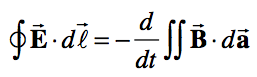 ∮ E⃗ · dℓ⃗ = − d/dt ∬ B⃗ · da⃗